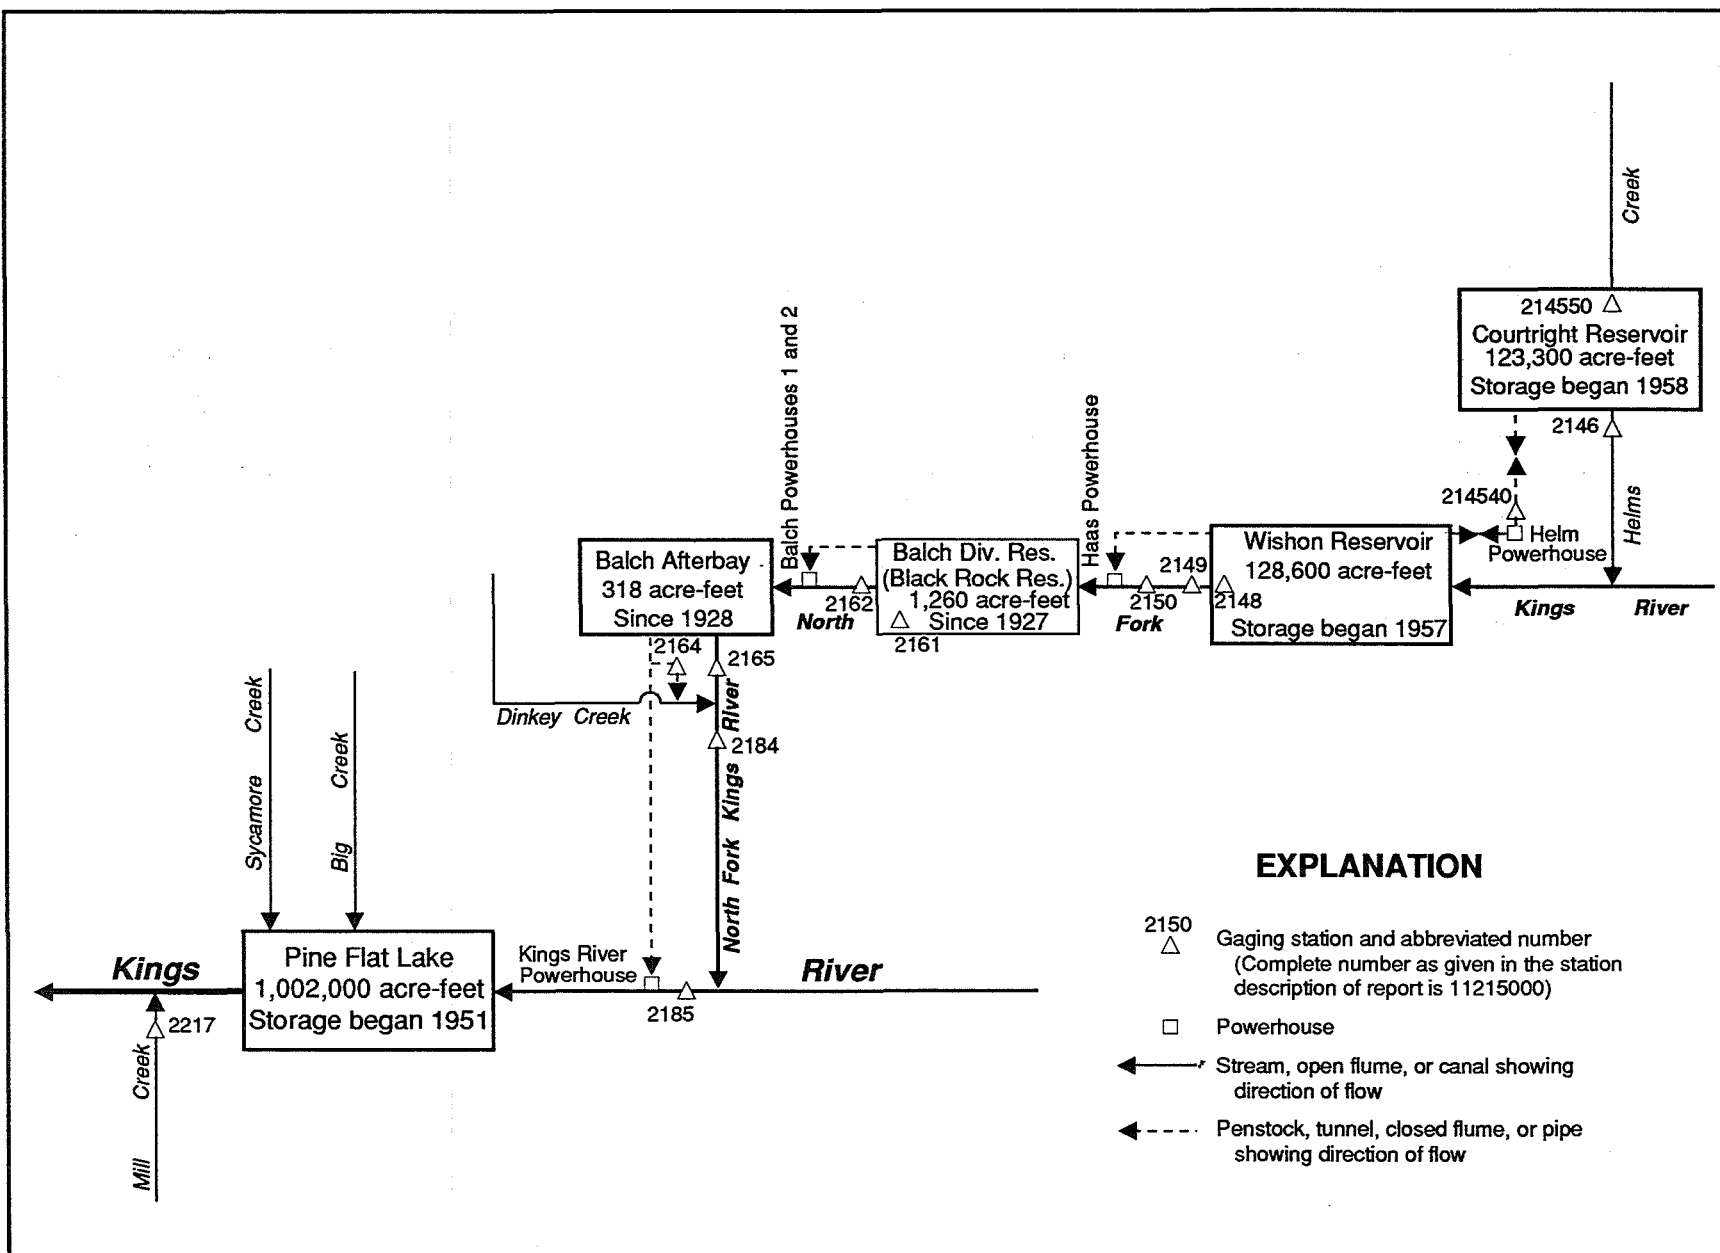 Creek
214550
Courtright Reservoir
123,300 acre-feet
Storage began 1958
2146
Helms
214540
Helm
Powerhouse
Wishon Reservoir
128,600 acre-feet
2148
Storage began 1957
Kings River
Haas Powerhouse
2149
2150
Fork
Balch Div. Res.
(Black Rock Res.)
1,260 acre-feet
Since 1927
2161
Balch Powerhouses 1 and 2
2162
North
Balch Afterbay
318 acre-feet
Since 1928
2164
2165
Dinkey Creek
2184
North Fork Kings River
Sycamore Creek
Big Creek
Kings
Pine Flat Lake
1,002,000 acre-feet
Storage began 1951
Kings River
Powerhouse
2185
River
2217
Mill Creek
EXPLANATION
2150
Gaging station and abbreviated number
(Complete number as given in the station
description of report is 11215000)
Powerhouse
Stream, open flume, or canal showing
direction of flow
Penstock, tunnel, closed flume, or pipe
showing direction of flow